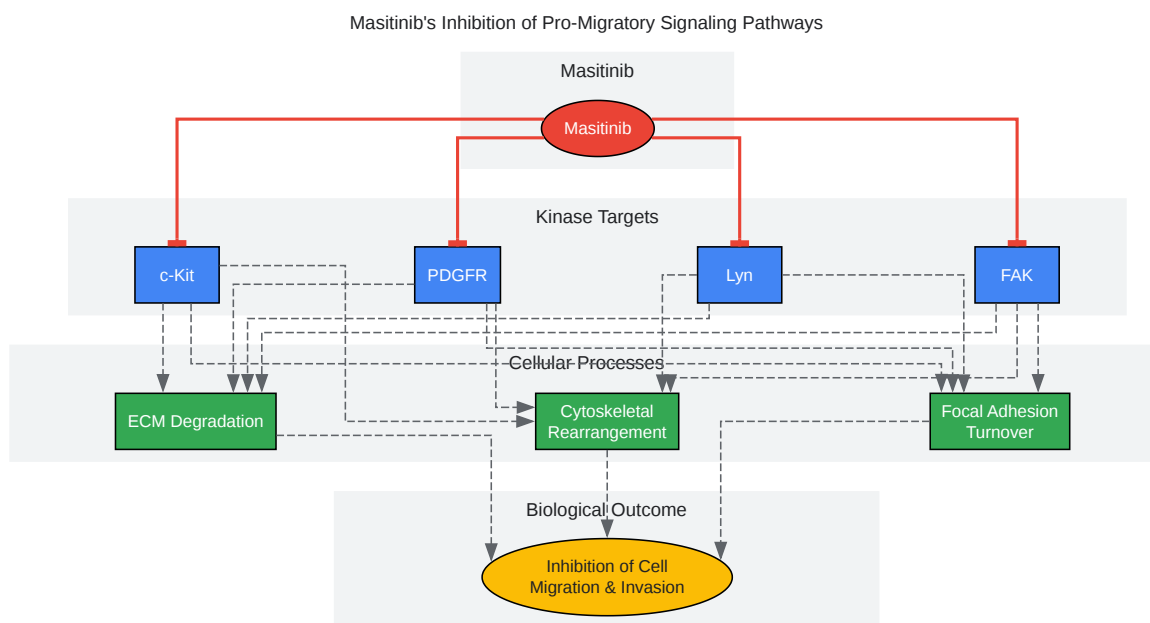 Masitinib's Inhibition of Pro-Migratory Signaling Pathways
Masitinib
Masitinib
Kinase Targets
c-Kit
PDGFR
Lyn
FAK
Cellular Processes
ECM Degradation
Cytoskeletal
Rearrangement
Focal Adhesion
Turnover
Biological Outcome
Inhibition of Cell
Migration & Invasion